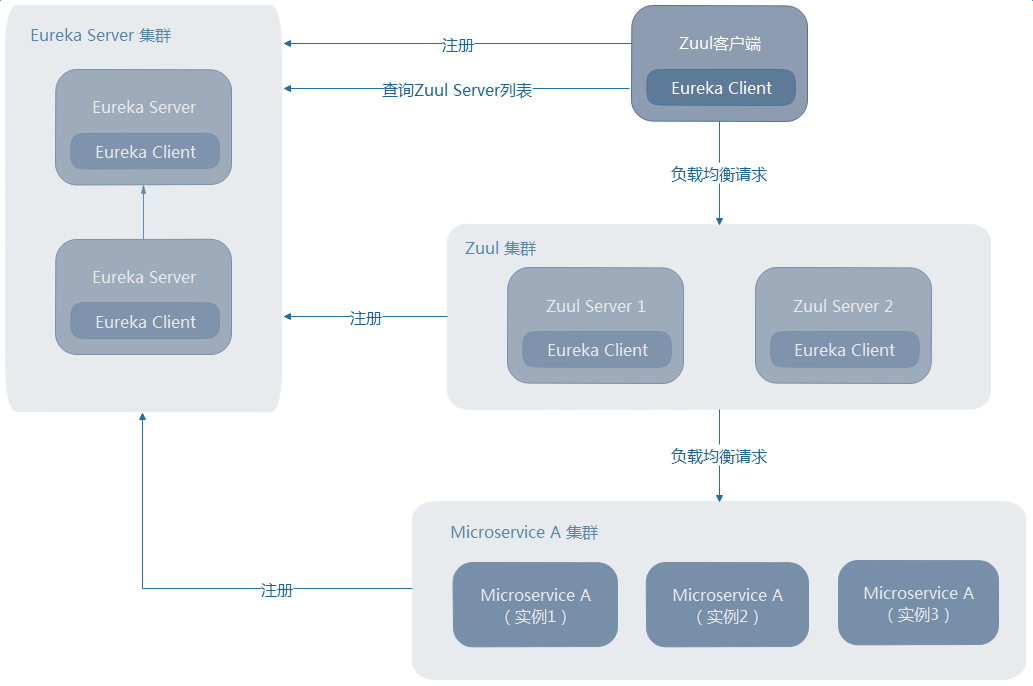 Eureka Server 集群
Eureka Server
Eureka Client
Eureka Server
Eureka Client
注册
查询Zuul Server列表
Zuul客户端
Eureka Client
负载均衡请求
Zuul 集群
Zuul Server 1
Eureka Client
Zuul Server 2
Eureka Client
注册
负载均衡请求
Microservice A 集群
Microservice A
（实例1）
Microservice A
（实例2）
Microservice A
（实例3）
注册